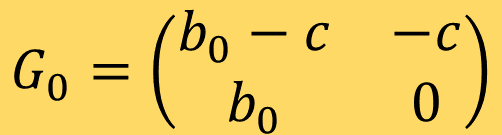 G₀ = (b₀ − c  −c
b₀  0)